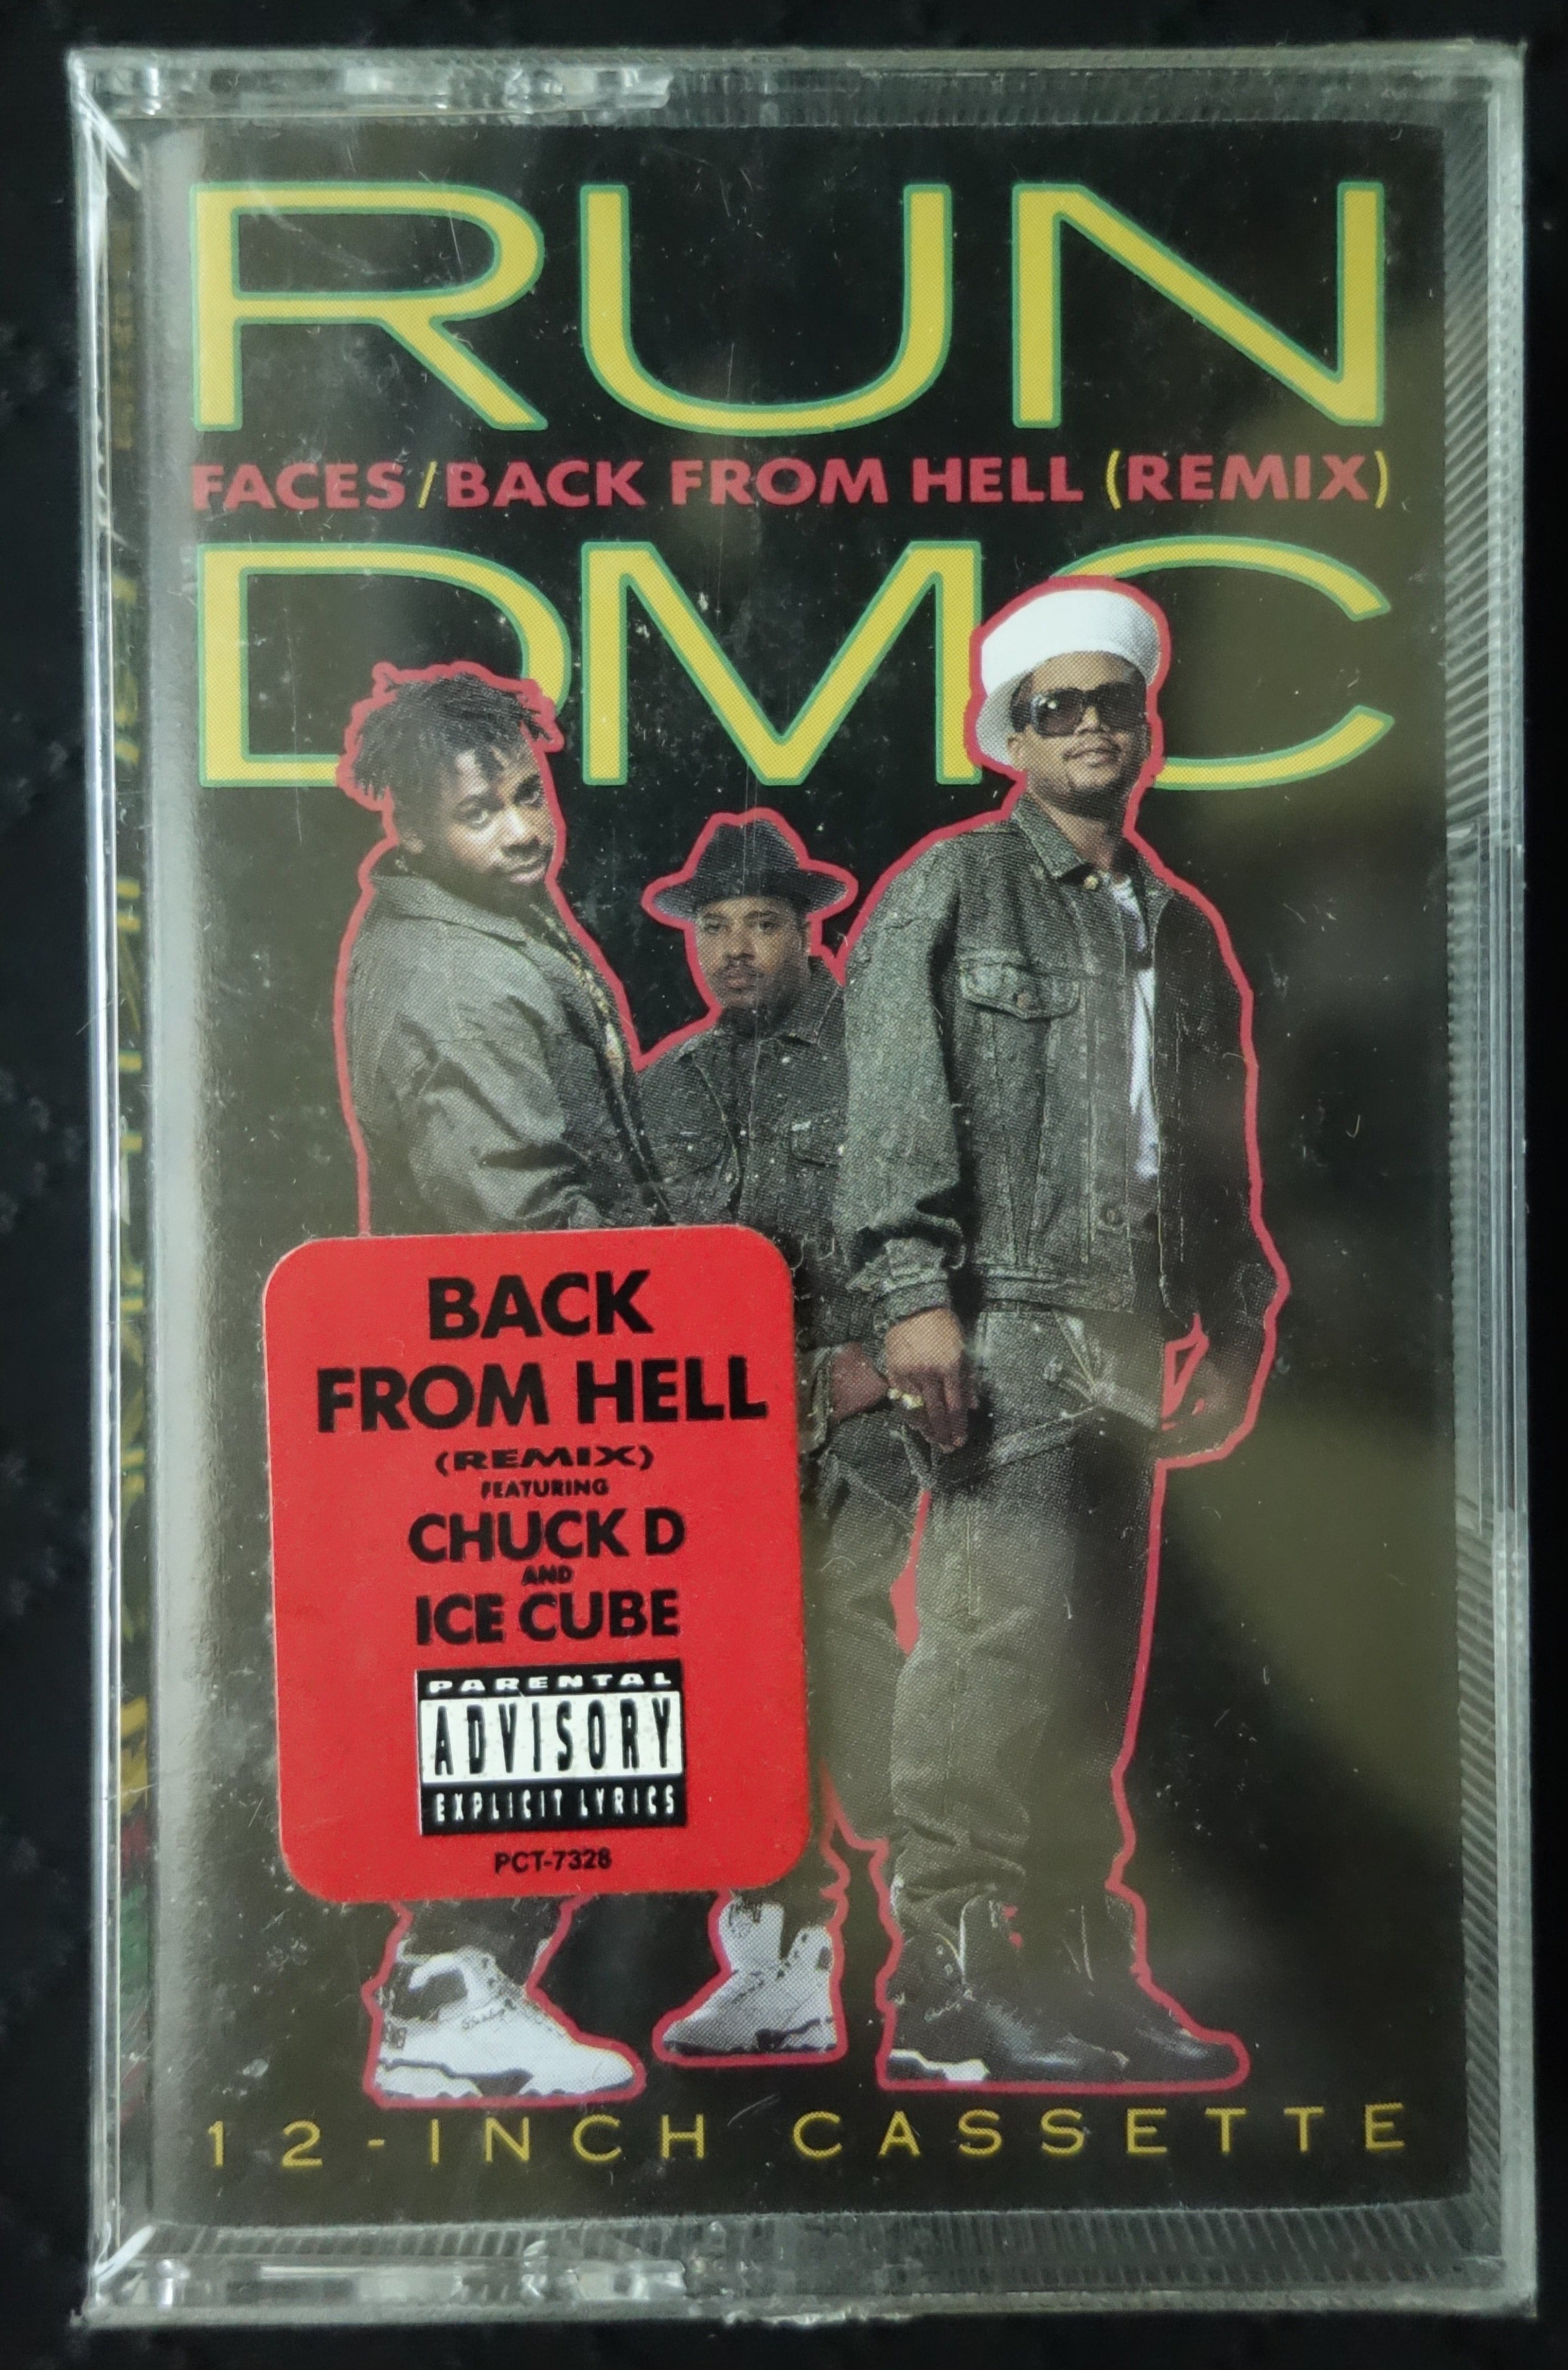 RUN
FACES/BACK FROM HELL (REMIX)
DMC
BACK
FROM HELL
(REMIX)
FEATURING
CHUCK D
AND
ICE CUBE
PARENTAL
ADVISORY
EXPLICIT LYRICS
PCT-7328
12-INCH CASSETTE